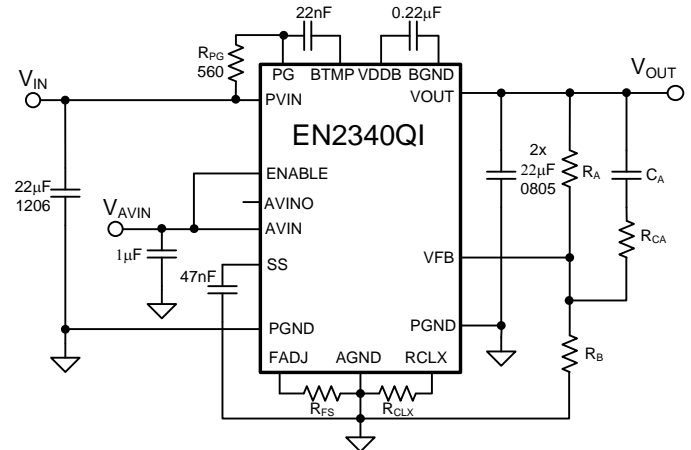 22nF
0.22µF
R_PG
560
PG
BTMP
VDDB
BGND
V_IN
V_OUT
PVIN
VOUT
EN2340QI
22µF
1206
ENABLE
2x
22µF
0805
R_A
C_A
V_AVIN
AVINO
AVIN
R_CA
1µF
47nF
SS
VFB
PGND
PGND
R_B
FADJ
AGND
RCLX
R_FS
R_CLX